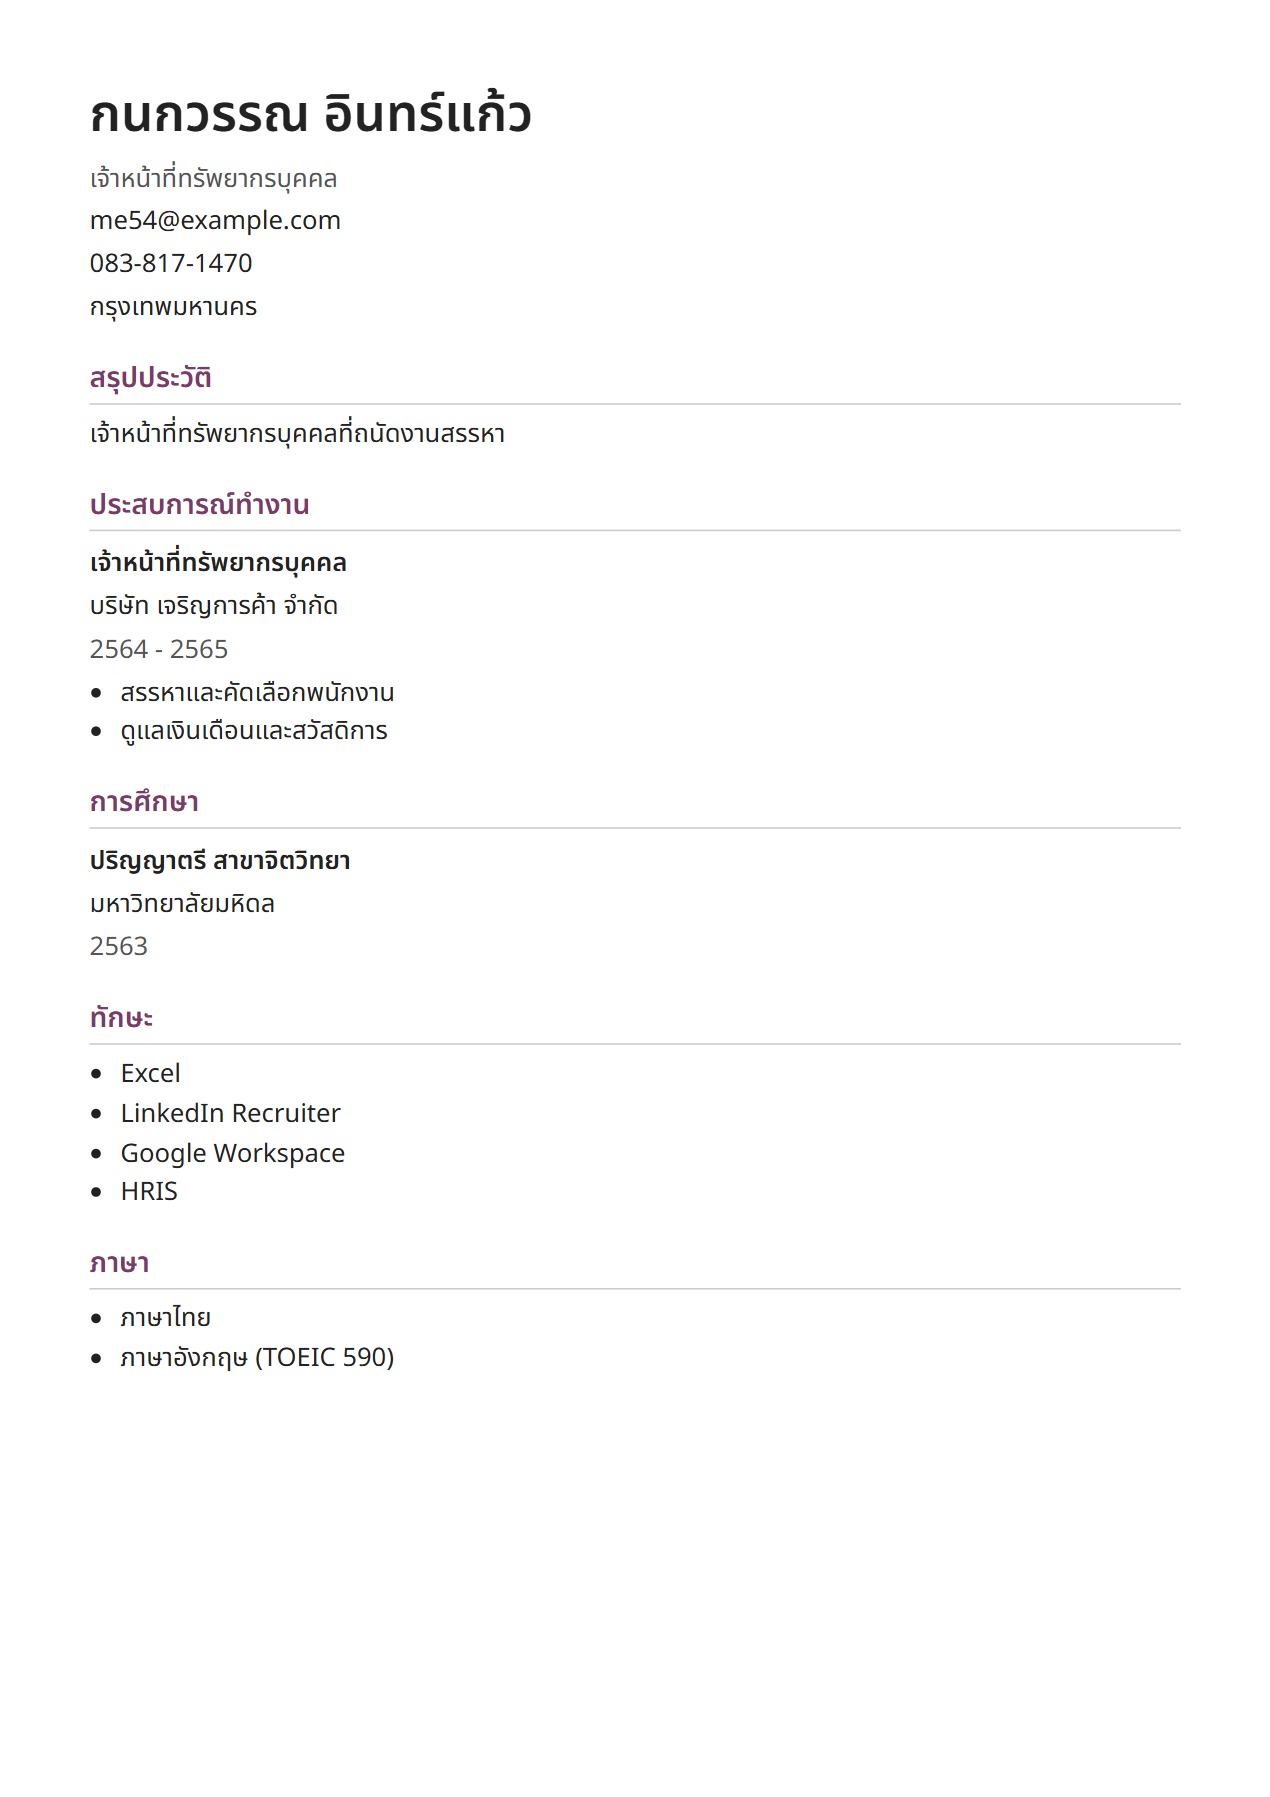 กนกวรรณ อินทร์แก้ว
เจ้าหน้าที่ทรัพยากรบุคคล
me54@example.com
083-817-1470
กรุงเทพมหานคร
สรุปประวัติ
เจ้าหน้าที่ทรัพยากรบุคคลที่ถนัดงานสรรหา
ประสบการณ์ทำงาน
เจ้าหน้าที่ทรัพยากรบุคคล
บริษัท เจริญการค้า จำกัด
2564 - 2565
• สรรหาและคัดเลือกพนักงาน
• ดูแลเงินเดือนและสวัสดิการ
การศึกษา
ปริญญาตรี สาขาจิตวิทยา
มหาวิทยาลัยมหิดล
2563
ทักษะ
• Excel
• LinkedIn Recruiter
• Google Workspace
• HRIS
ภาษา
• ภาษาไทย
• ภาษาอังกฤษ (TOEIC 590)